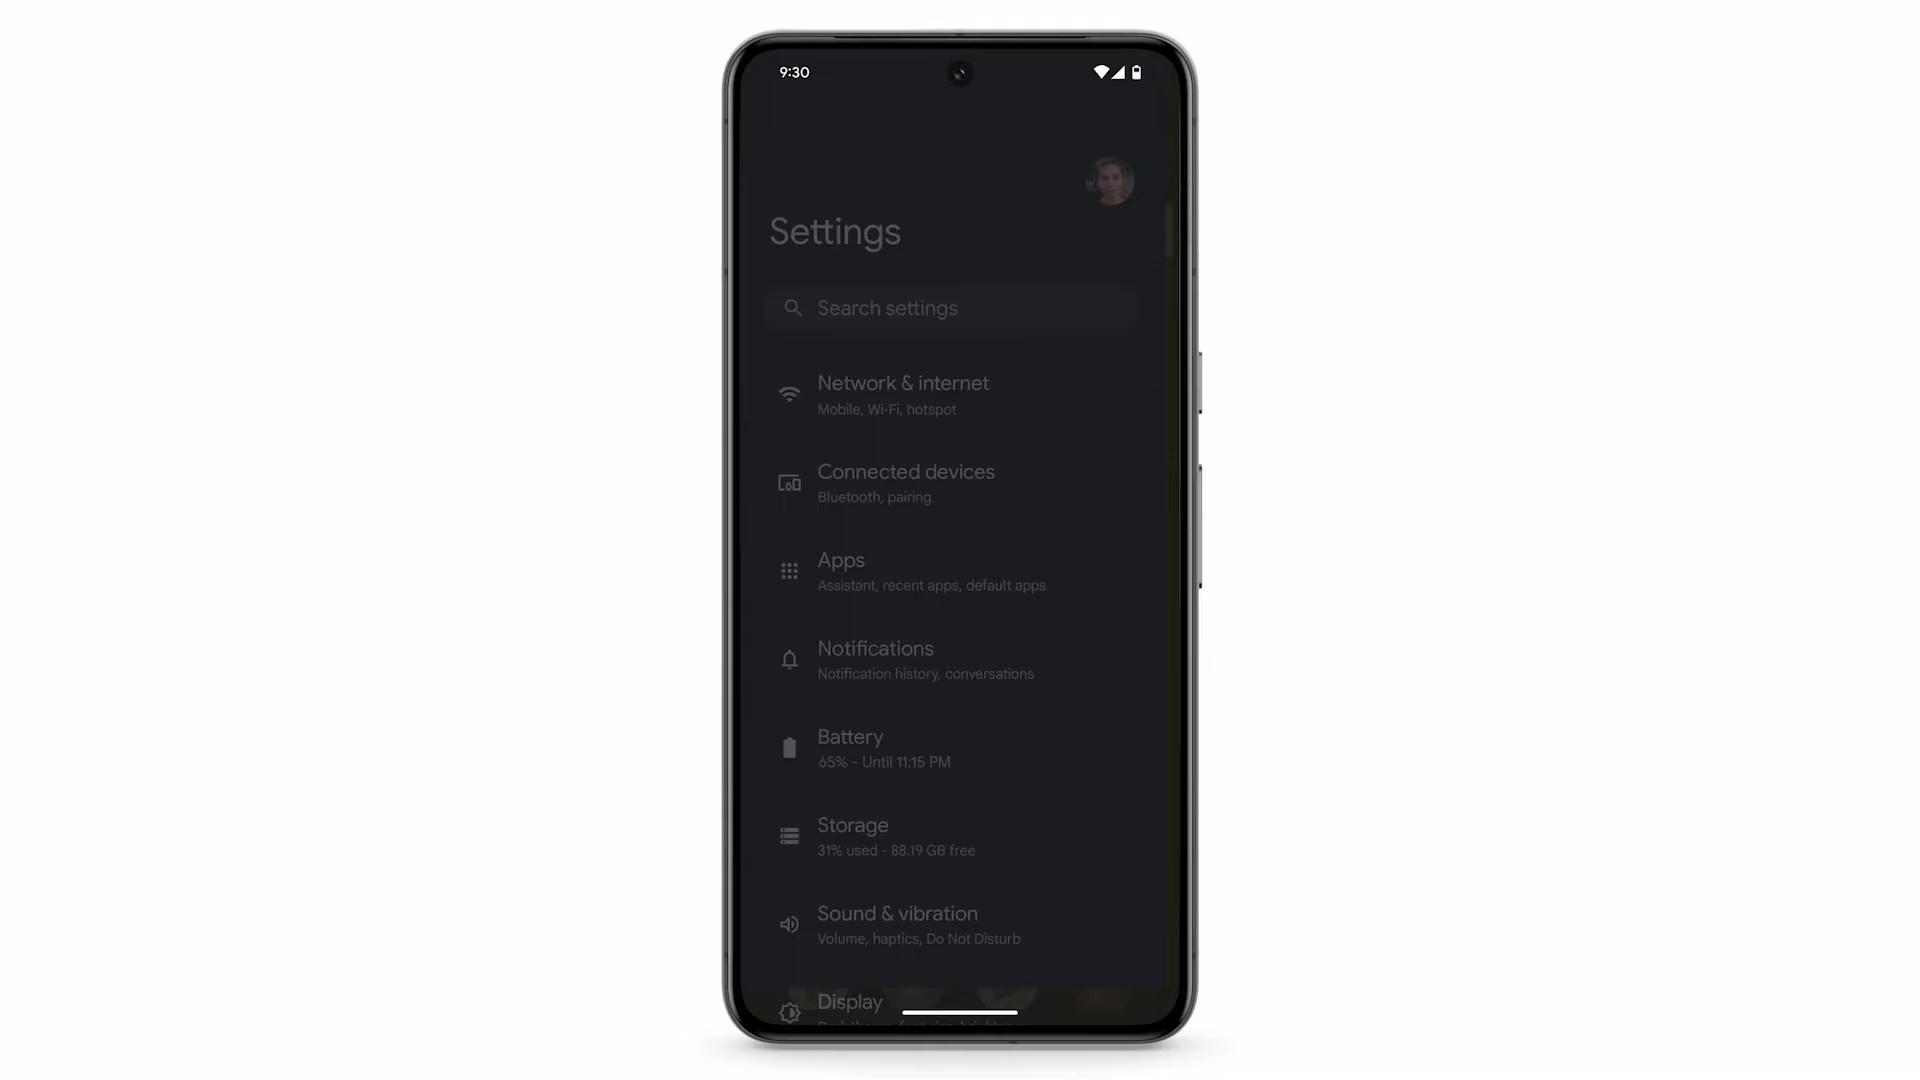 9:30
Settings
Search settings
Network & internet
Mobile, Wi-Fi, hotspot
Connected devices
Bluetooth, pairing
Apps
Assistant, recent apps, default apps
Notifications
Notification history, conversations
Battery
65% - Until 11:15 PM
Storage
31% used - 88.19 GB free
Sound & vibration
Volume, haptics, Do Not Disturb
Display